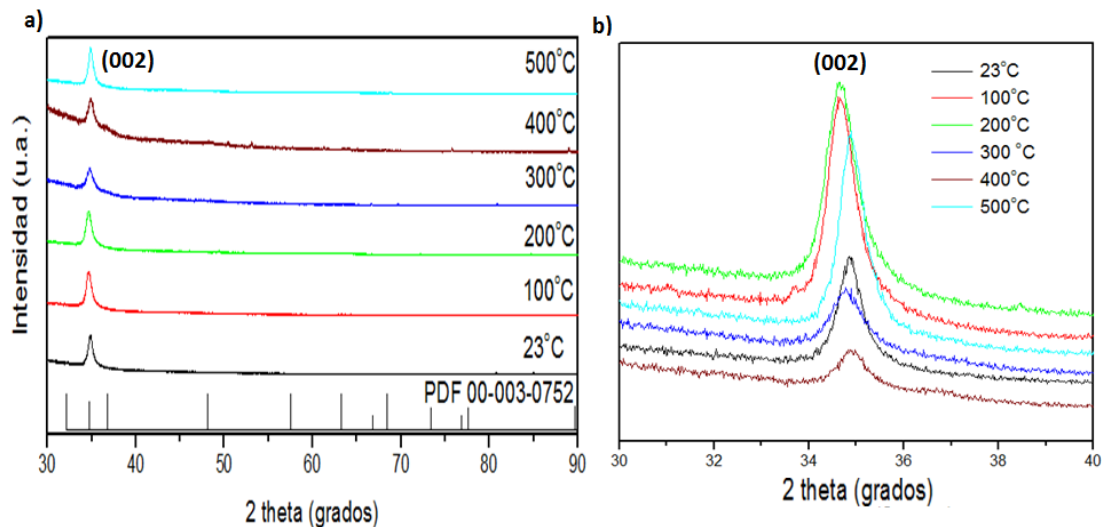 a)
(002)
500°C
400°C
300°C
200°C
100°C
23°C
PDF 00-003-0752
Intensidad (u.a.)
30 40 50 60 70 80 90
2 theta (grados)
b)
(002)
23°C
100°C
200°C
300 °C
400°C
500°C
30 32 34 36 38 40
2 theta (grados)